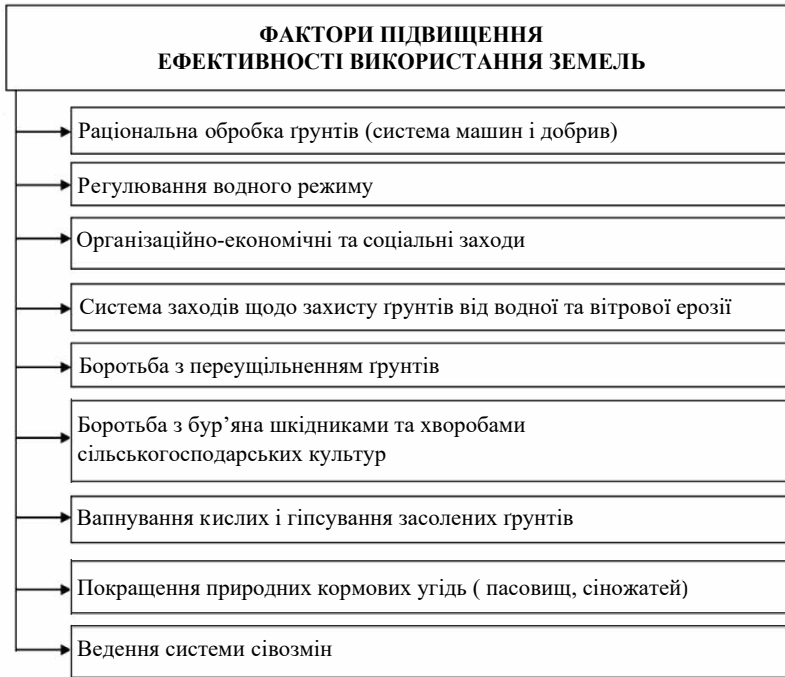 ФАКТОРИ ПІДВИЩЕННЯ
ЕФЕКТИВНОСТІ ВИКОРИСТАННЯ ЗЕМЕЛЬ
Раціональна обробка ґрунтів (система машин і добрив)
Регулювання водного режиму
Організаційно-економічні та соціальні заходи
Система заходів щодо захисту ґрунтів від водної та вітрової ерозії
Боротьба з переущільненням ґрунтів
Боротьба з бур’яна шкідниками та хворобами
сільськогосподарських культур
Вапнування кислих і гіпсування засолених ґрунтів
Покращення природних кормових угідь ( пасовищ, сіножатей)
Ведення системи сівозмін